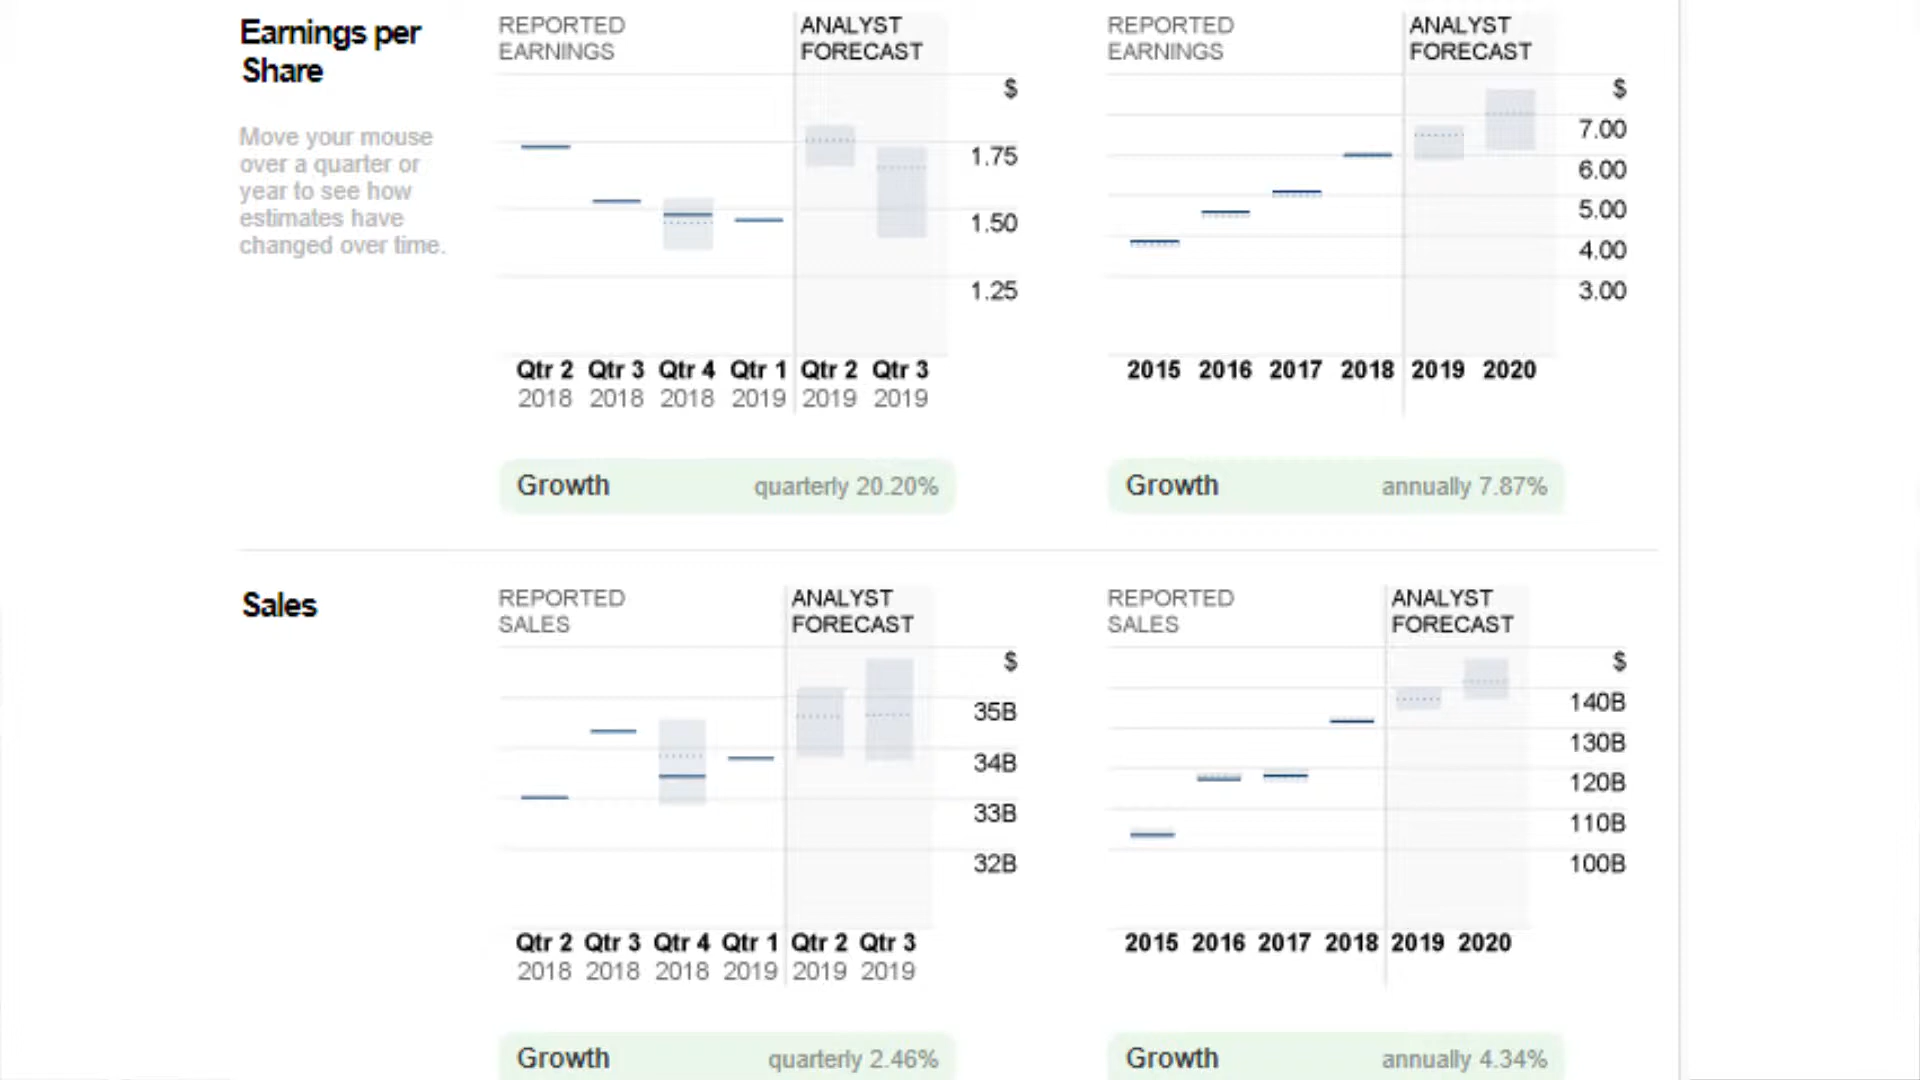 Earnings per
Share
Move your mouse
over a quarter or
year to see how
estimates have
changed over time.
REPORTED
EARNINGS
ANALYST
FORECAST
$
1.75
1.50
1.25
Qtr 2 Qtr 3 Qtr 4 Qtr 1 Qtr 2 Qtr 3
2018 2018 2018 2019 2019 2019
Growth quarterly 20.20%
REPORTED
EARNINGS
ANALYST
FORECAST
$
7.00
6.00
5.00
4.00
3.00
2015 2016 2017 2018 2019 2020
Growth annually 7.87%
Sales
REPORTED
SALES
ANALYST
FORECAST
$
35B
34B
33B
32B
Qtr 2 Qtr 3 Qtr 4 Qtr 1 Qtr 2 Qtr 3
2018 2018 2018 2019 2019 2019
Growth quarterly 2.46%
REPORTED
SALES
ANALYST
FORECAST
$
140B
130B
120B
110B
100B
2015 2016 2017 2018 2019 2020
Growth annually 4.34%